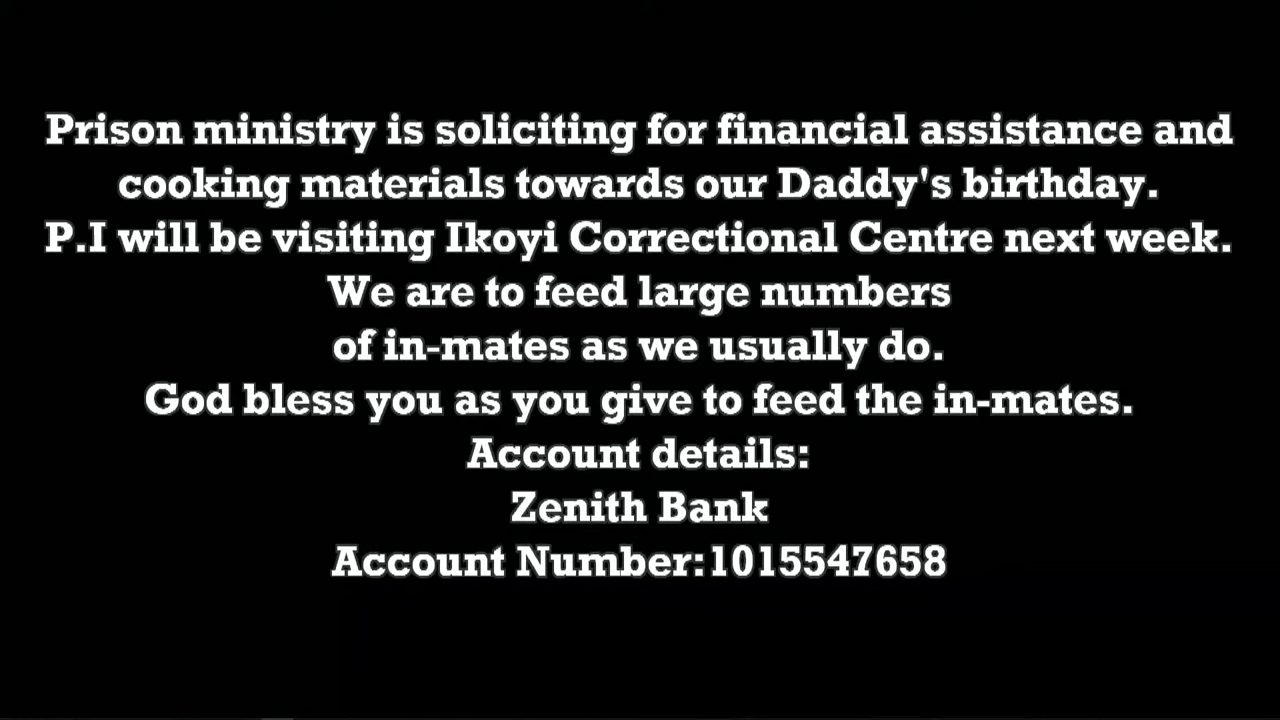 Prison ministry is soliciting for financial assistance and
cooking materials towards our Daddy's birthday.
P.I will be visiting Ikoyi Correctional Centre next week.
We are to feed large numbers
of in-mates as we usually do.
God bless you as you give to feed the in-mates.
Account details:
Zenith Bank
Account Number:1015547658